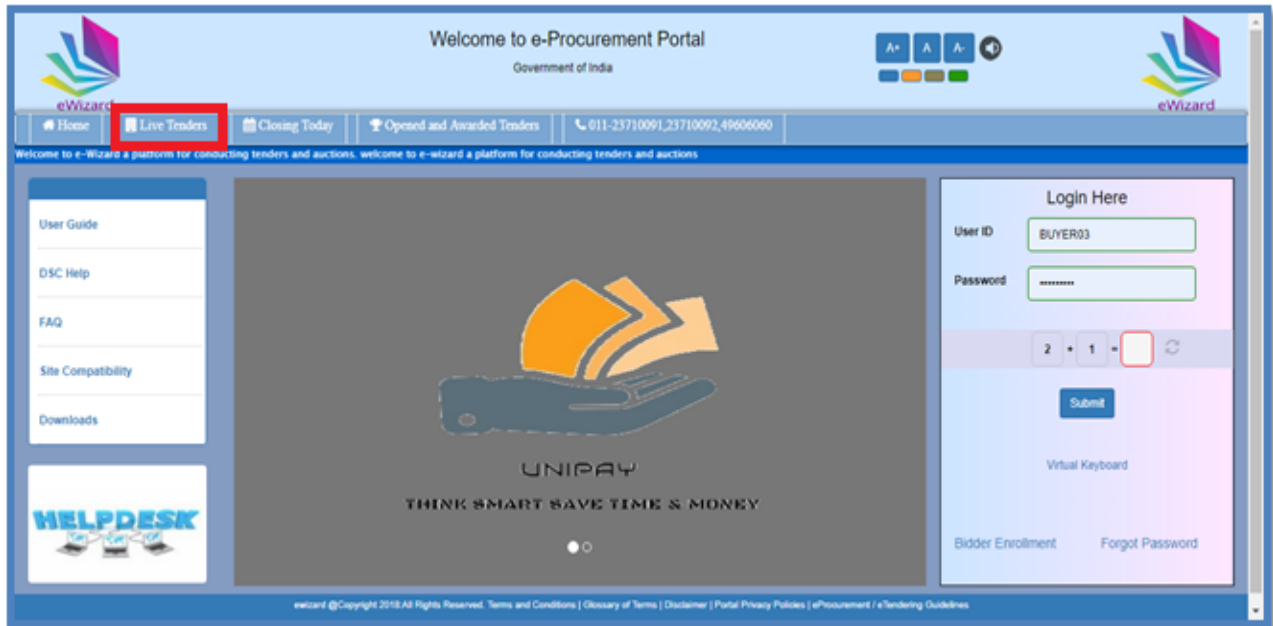 Welcome to e-Procurement Portal
Government of India
A+ A A-
eWizard
eWizard
Home Live Tenders Closing Today Opened and Awarded Tenders 011-23710091,23710092,49606060
Welcome to e-Wizard a platform for conducting tenders and auctions. welcome to e-wizard a platform for conducting tenders and auctions
User Guide
DSC Help
FAQ
Site Compatibility
Downloads
HELPDESK
UNIPAY
THINK SMART SAVE TIME & MONEY
Login Here
User ID BUYER03
Password ·········
2 + 1 =
Submit
Virtual Keyboard
Bidder Enrollment Forgot Password
ewizard @Copyright 2018.All Rights Reserved. Terms and Conditions | Glossary of Terms | Disclaimer | Portal Privacy Policies | eProcurement / eTendering Guidelines